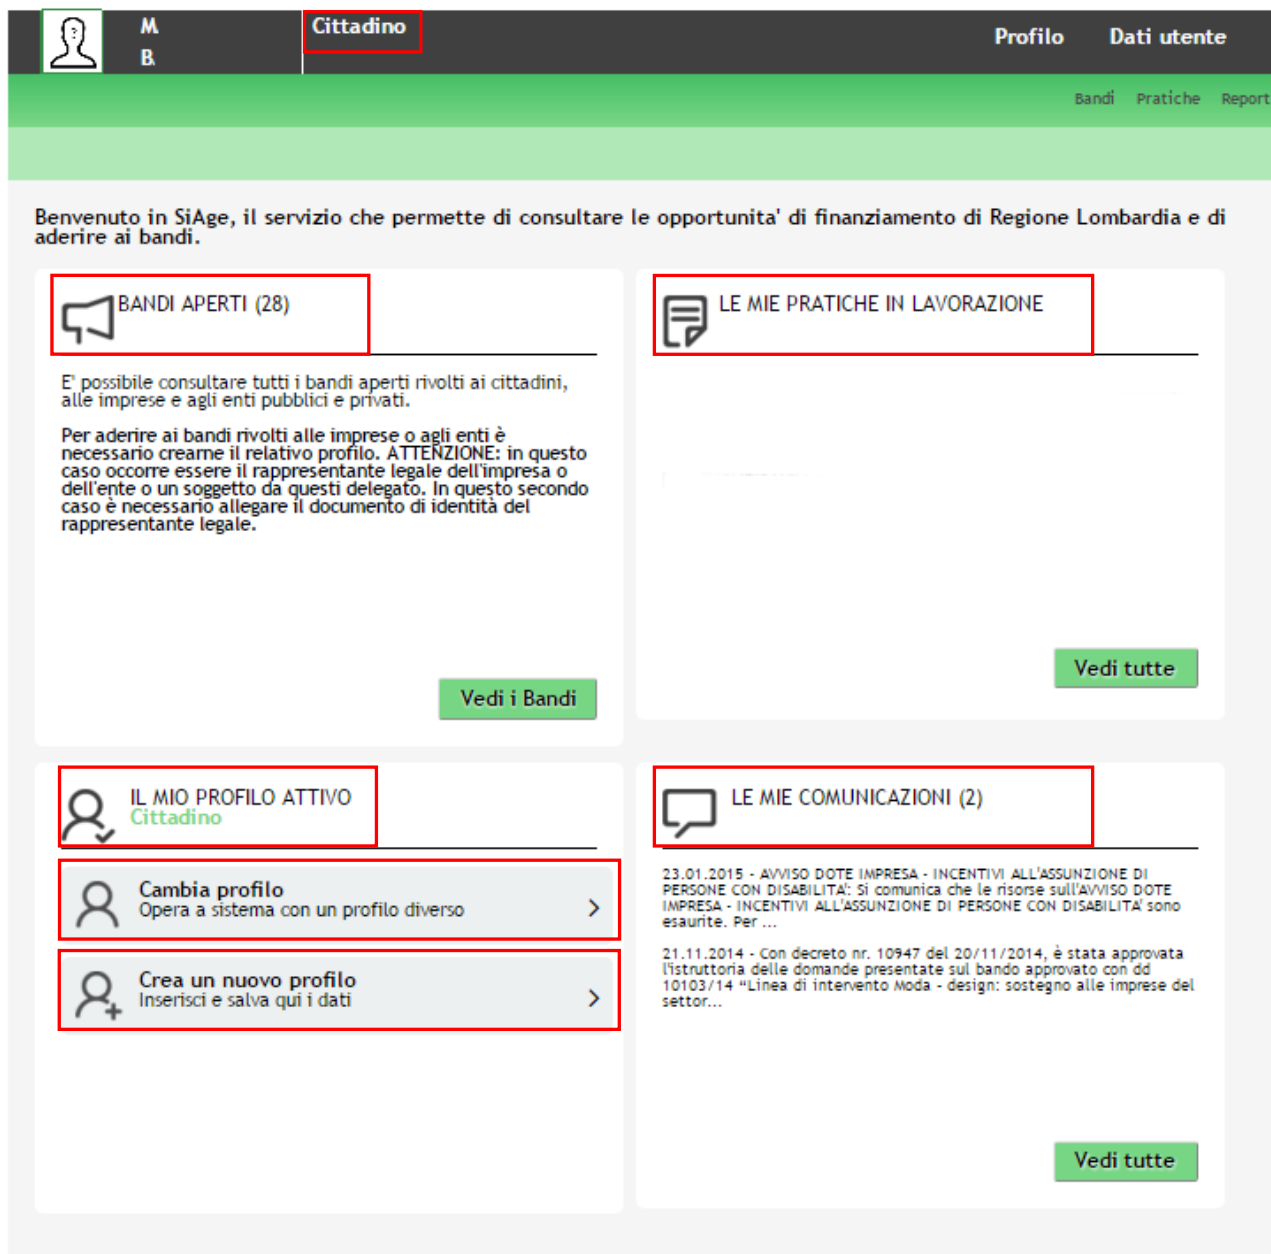 M
B.
Cittadino
Profilo
Dati utente
Bandi
Pratiche
Report
Benvenuto in SiAge, il servizio che permette di consultare le opportunita' di finanziamento di Regione Lombardia e di
aderire ai bandi.
BANDI APERTI (28)
E' possibile consultare tutti i bandi aperti rivolti ai cittadini,
alle imprese e agli enti pubblici e privati.
Per aderire ai bandi rivolti alle imprese o agli enti è
necessario crearne il relativo profilo. ATTENZIONE: in questo
caso occorre essere il rappresentante legale dell'impresa o
dell'ente o un soggetto da questi delegato. In questo secondo
caso è necessario allegare il documento di identità del
rappresentante legale.
Vedi i Bandi
LE MIE PRATICHE IN LAVORAZIONE
Vedi tutte
IL MIO PROFILO ATTIVO
Cittadino
Cambia profilo
Opera a sistema con un profilo diverso
Crea un nuovo profilo
Inserisci e salva qui i dati
LE MIE COMUNICAZIONI (2)
23.01.2015 - AVVISO DOTE IMPRESA - INCENTIVI ALL'ASSUNZIONE DI
PERSONE CON DISABILITA': Si comunica che le risorse sull'AVVISO DOTE
IMPRESA - INCENTIVI ALL'ASSUNZIONE DI PERSONE CON DISABILITA' sono
esaurite. Per ...
21.11.2014 - Con decreto nr. 10947 del 20/11/2014, è stata approvata
l'istruttoria delle domande presentate sul bando approvato con dd
10103/14 "Linea di intervento Moda - design: sostegno alle imprese del
settor...
Vedi tutte